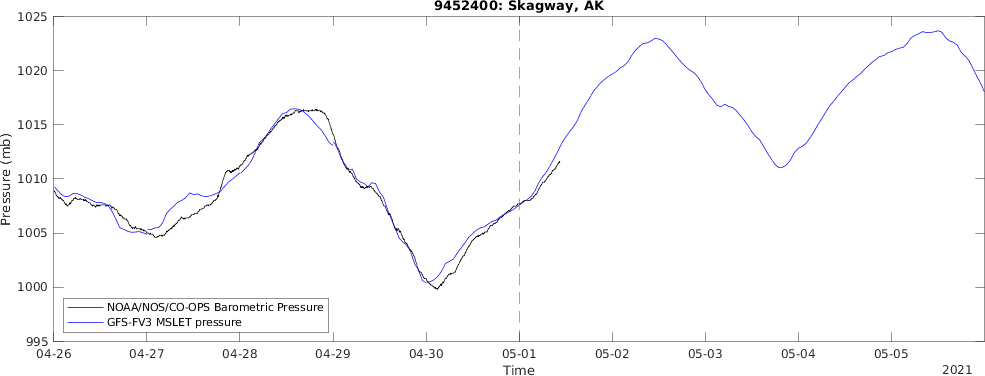 9452400: Skagway, AK
1025
1020
1015
1010
1005
1000
995
Pressure (mb)
NOAA/NOS/CO-OPS Barometric Pressure
GFS-FV3 MSLET pressure
04-26 04-27 04-28 04-29 04-30 05-01 05-02 05-03 05-04 05-05
Time
2021